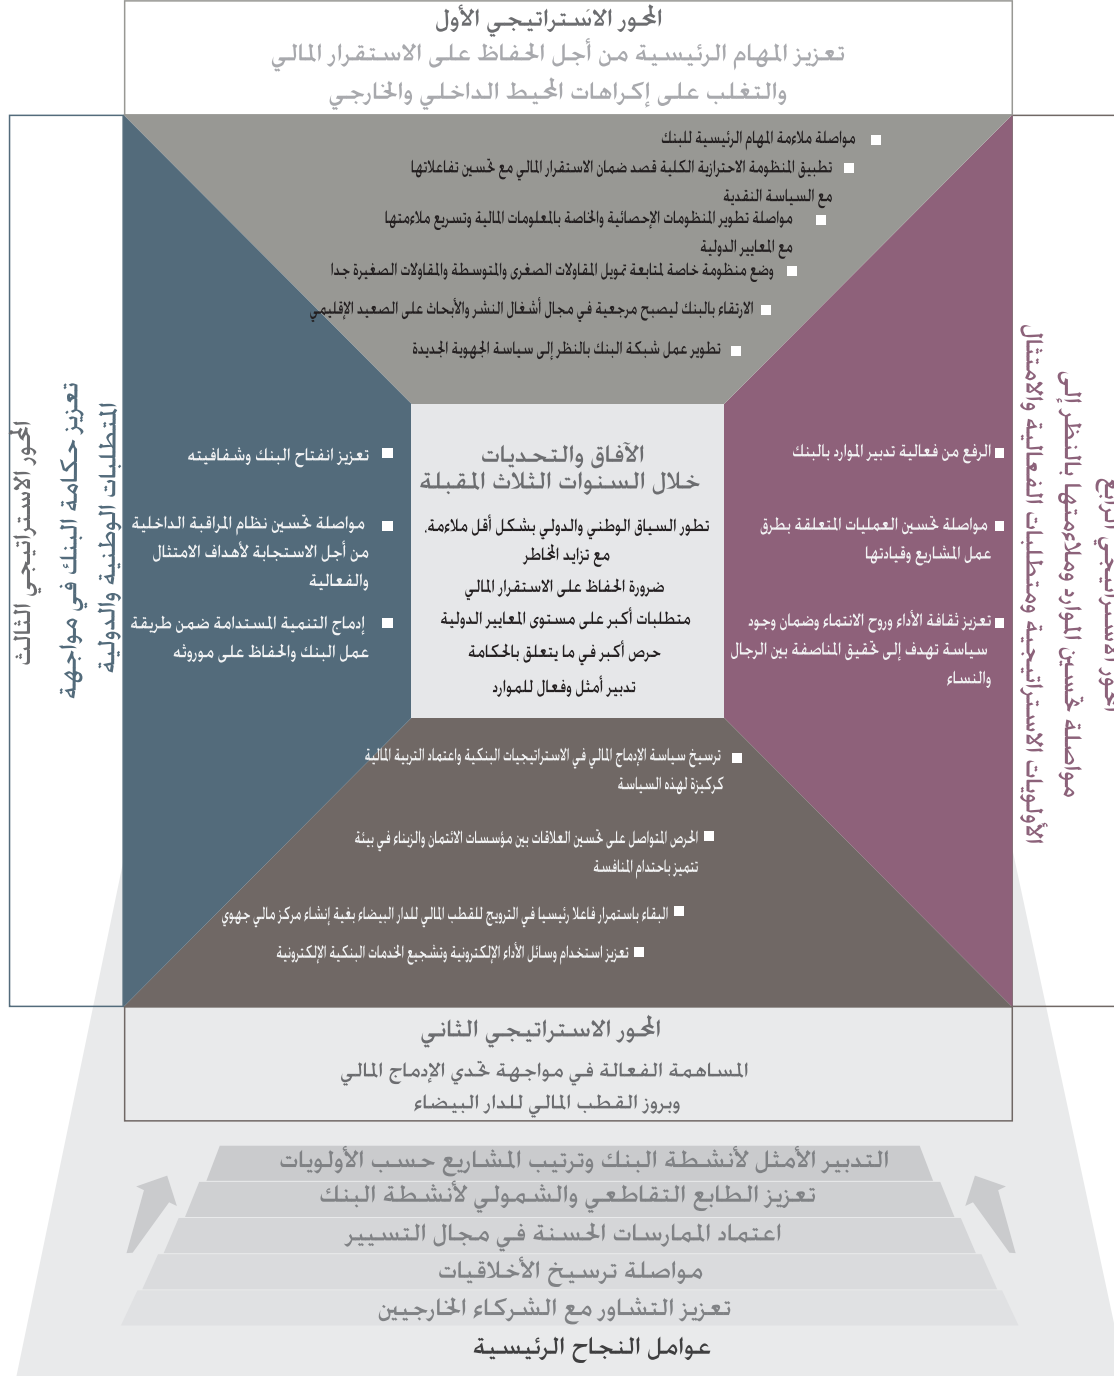 المحور الاستراتيجي الأول
تعزيز المهام الرئيسية من أجل الحفاظ على الاستقرار المالي
والتغلب على إكراهات المحيط الداخلي والخارجي
مواصلة ملاءمة المهام الرئيسية للبنك
تطبيق المنظومة الاحترازية الكلية قصد ضمان الاستقرار المالي مع تحسين تفاعلاتها
مع السياسة النقدية
مواصلة تطوير المنظومات الإحصائية والخاصة بالمعلومات المالية وتسريع ملاءمتها
مع المعايير الدولية
وضع منظومة خاصة لمتابعة تمويل المقاولات الصغرى والمتوسطة والمقاولات الصغيرة جدا
الارتقاء بالبنك ليصبح مرجعية في مجال أشغال النشر والأبحاث على الصعيد الإقليمي
تطوير عمل شبكة البنك بالنظر إلى سياسة الجهوية الجديدة
المحور الاستراتيجي الرابع
مواصلة تحسين الموارد وملاءمتها بالنظر إلى
الأولويات الاستراتيجية ومتطلبات الفعالية والامتثال
الرفع من فعالية تدبير الموارد بالبنك
مواصلة تحسين العمليات المتعلقة بطرق
عمل المشاريع وقيادتها
تعزيز ثقافة الأداء وروح الانتماء وضمان وجود
سياسة تهدف إلى تحقيق المناصفة بين الرجال
والنساء
الآفاق والتحديات
خلال السنوات الثلاث المقبلة
تطور السياق الوطني والدولي بشكل أقل ملاءمة،
مع تزايد المخاطر
ضرورة الحفاظ على الاستقرار المالي
متطلبات أكبر على مستوى المعايير الدولية
حرص أكبر في ما يتعلق بالحكامة
تدبير أمثل وفعال للموارد
تعزيز انفتاح البنك وشفافيته
مواصلة تحسين نظام المراقبة الداخلية
من أجل الاستجابة لأهداف الامتثال
والفعالية
إدماج التنمية المستدامة ضمن طريقة
عمل البنك والحفاظ على موروثه
المحور الاستراتيجي الثالث
تعزيز حكامة البنك في مواجهة
المتطلبات الوطنية والدولية
ترسيخ سياسة الإدماج المالي في الاستراتيجيات البنكية واعتماد التربية المالية
كركيزة لهذه السياسة
الحرص المتواصل على تحسين العلاقات بين مؤسسات الائتمان والزبناء في بيئة
تتميز باحتدام المنافسة
البقاء باستمرار فاعلا رئيسيا في الترويج للقطب المالي للدار البيضاء بغية إنشاء مركز مالي جهوي
تعزيز استخدام وسائل الأداء الإلكترونية وتشجيع الخدمات البنكية الإلكترونية
المحور الاستراتيجي الثاني
المساهمة الفعالة في مواجهة تحدي الإدماج المالي
وبروز القطب المالي للدار البيضاء
التدبير الأمثل لأنشطة البنك وترتيب المشاريع حسب الأولويات
تعزيز الطابع التقاطعي والشمولي لأنشطة البنك
اعتماد الممارسات الحسنة في مجال التسيير
مواصلة ترسيخ الأخلاقيات
تعزيز التشاور مع الشركاء الخارجيين
عوامل النجاح الرئيسية